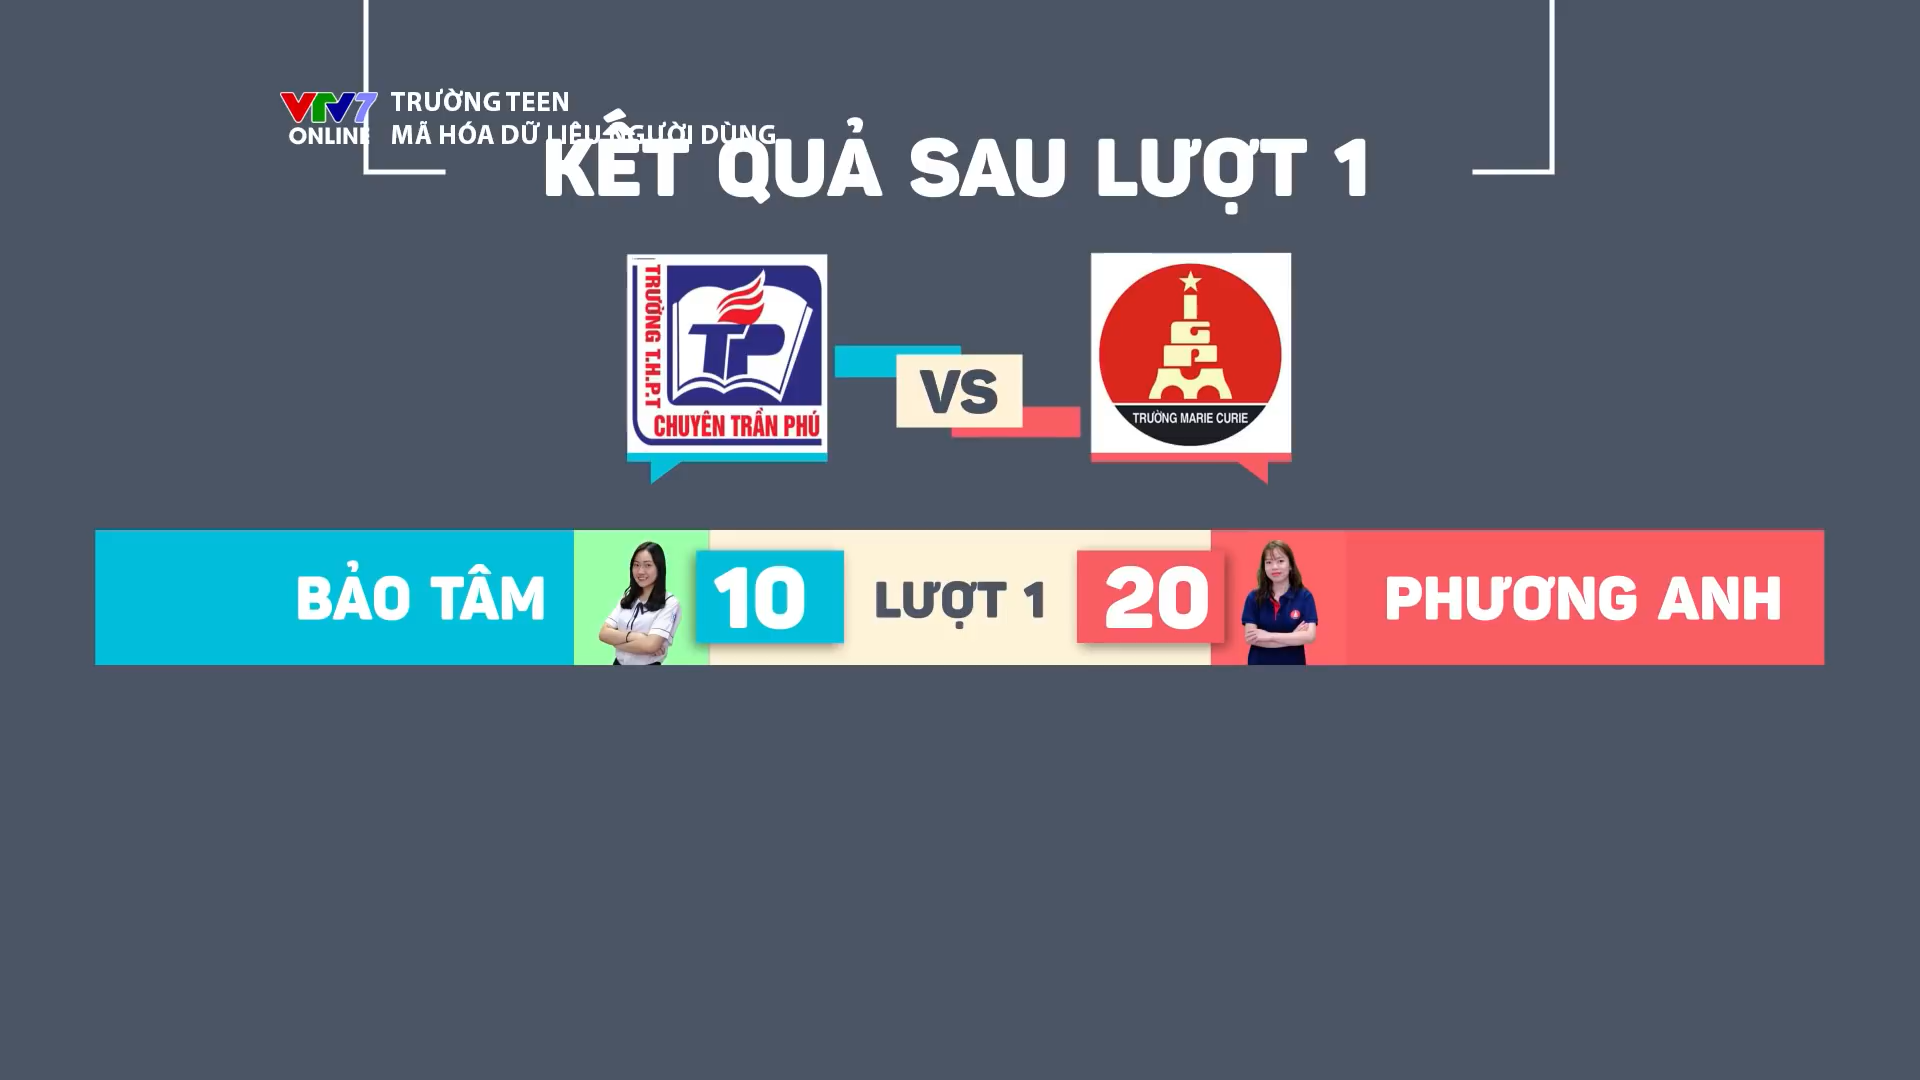 VTV7
ONLINE
TRƯỜNG TEEN
MÃ HÓA DỮ LIỆU NGƯỜI DÙNG
KẾT QUẢ SAU LƯỢT 1
TRƯỜNG T.H.P.T
TP
CHUYÊN TRẦN PHÚ
VS
TRƯỜNG MARIE CURIE
BẢO TÂM
10
LƯỢT 1
20
PHƯƠNG ANH